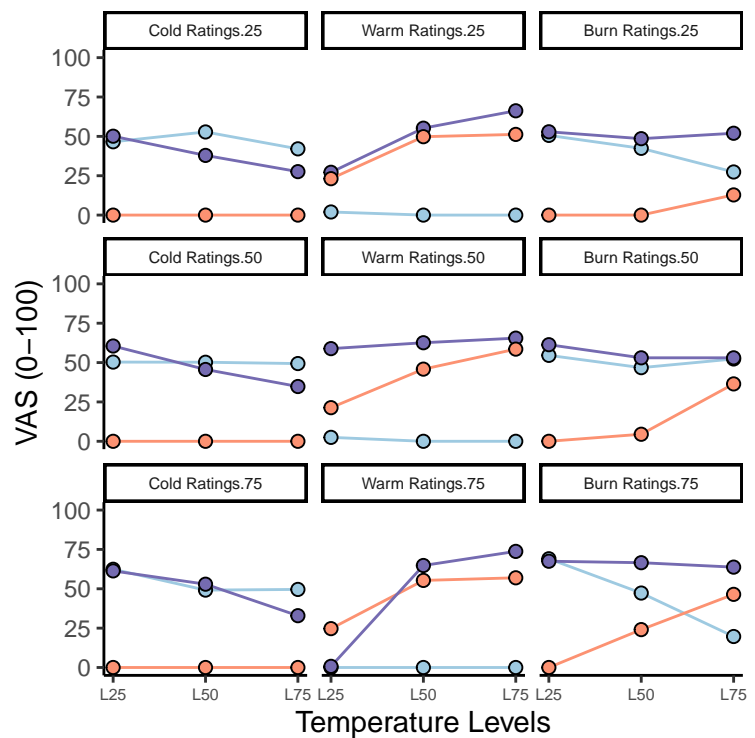 Cold Ratings.25
Warm Ratings.25
Burn Ratings.25
100
75
50
25
0
Cold Ratings.50
Warm Ratings.50
Burn Ratings.50
100
75
50
25
0
VAS (0−100)
Cold Ratings.75
Warm Ratings.75
Burn Ratings.75
100
75
50
25
0
L25 L50 L75 L25 L50 L75 L25 L50 L75
Temperature Levels